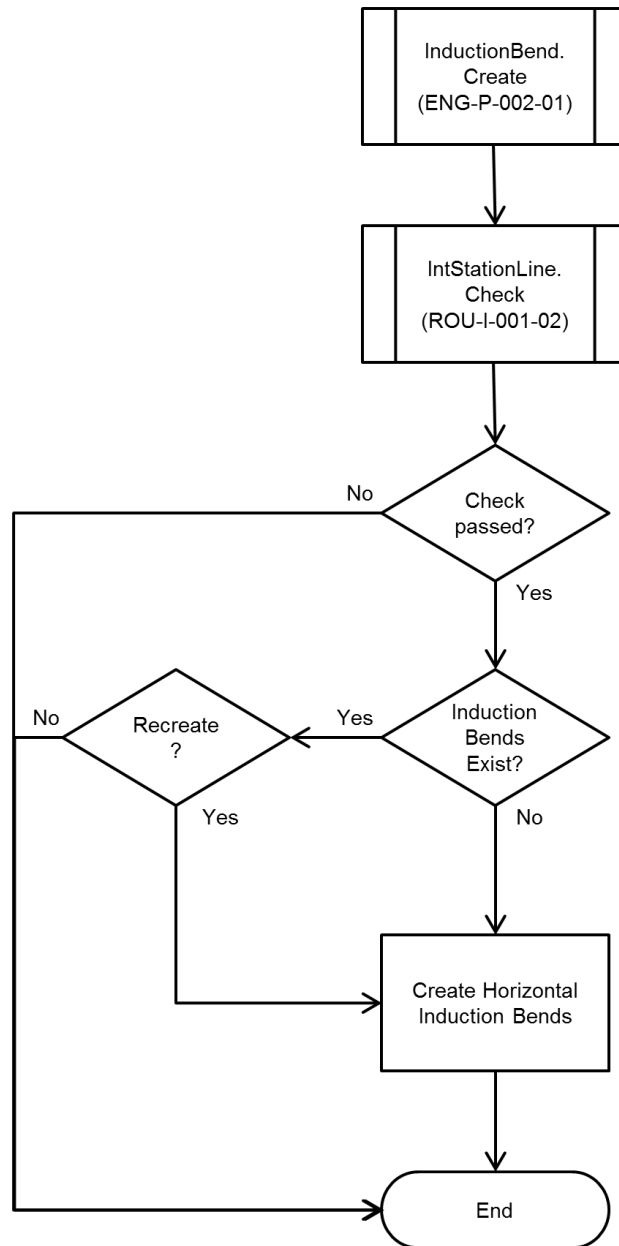 InductionBend.
Create
(ENG-P-002-01)
IntStationLine.
Check
(ROU-I-001-02)
No
Check
passed?
Yes
No
Recreate
?
Yes
Induction
Bends
Exist?
Yes
No
Create Horizontal
Induction Bends
End